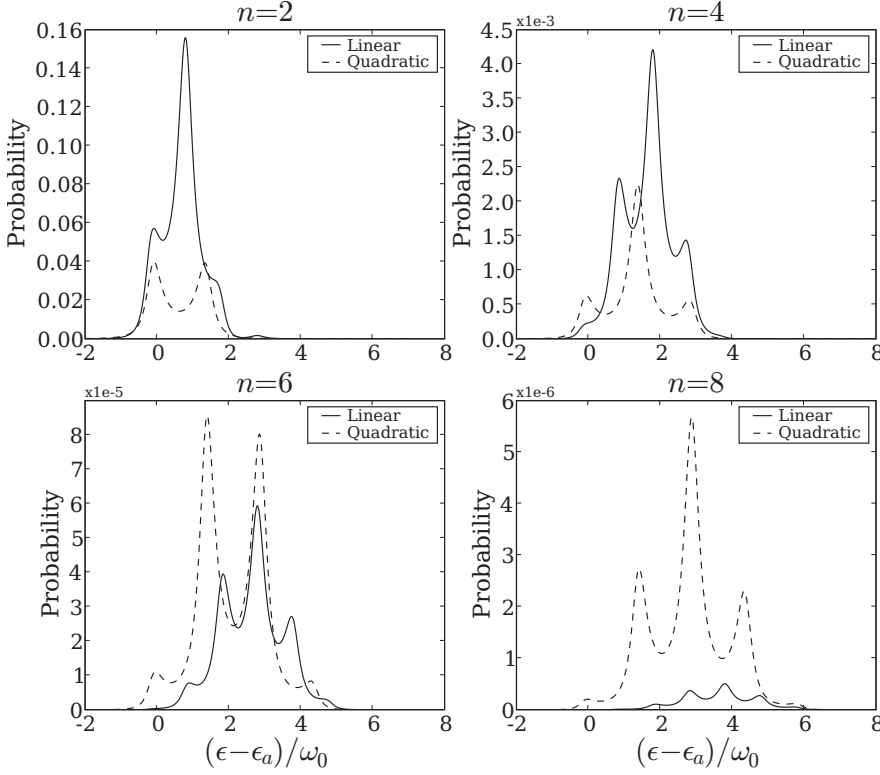 n=2
Linear
Quadratic
Probability
0.16
0.14
0.12
0.10
0.08
0.06
0.04
0.02
0.00
-2 0 2 4 6 8
n=4
x1e-3
Linear
Quadratic
Probability
4.5
4.0
3.5
3.0
2.5
2.0
1.5
1.0
0.5
0.0
-2 0 2 4 6 8
n=6
x1e-5
Linear
Quadratic
Probability
8
7
6
5
4
3
2
1
0
-2 0 2 4 6 8
(ϵ−ϵₐ)/ω₀
n=8
x1e-6
Linear
Quadratic
Probability
6
5
4
3
2
1
0
-2 0 2 4 6 8
(ϵ−ϵₐ)/ω₀